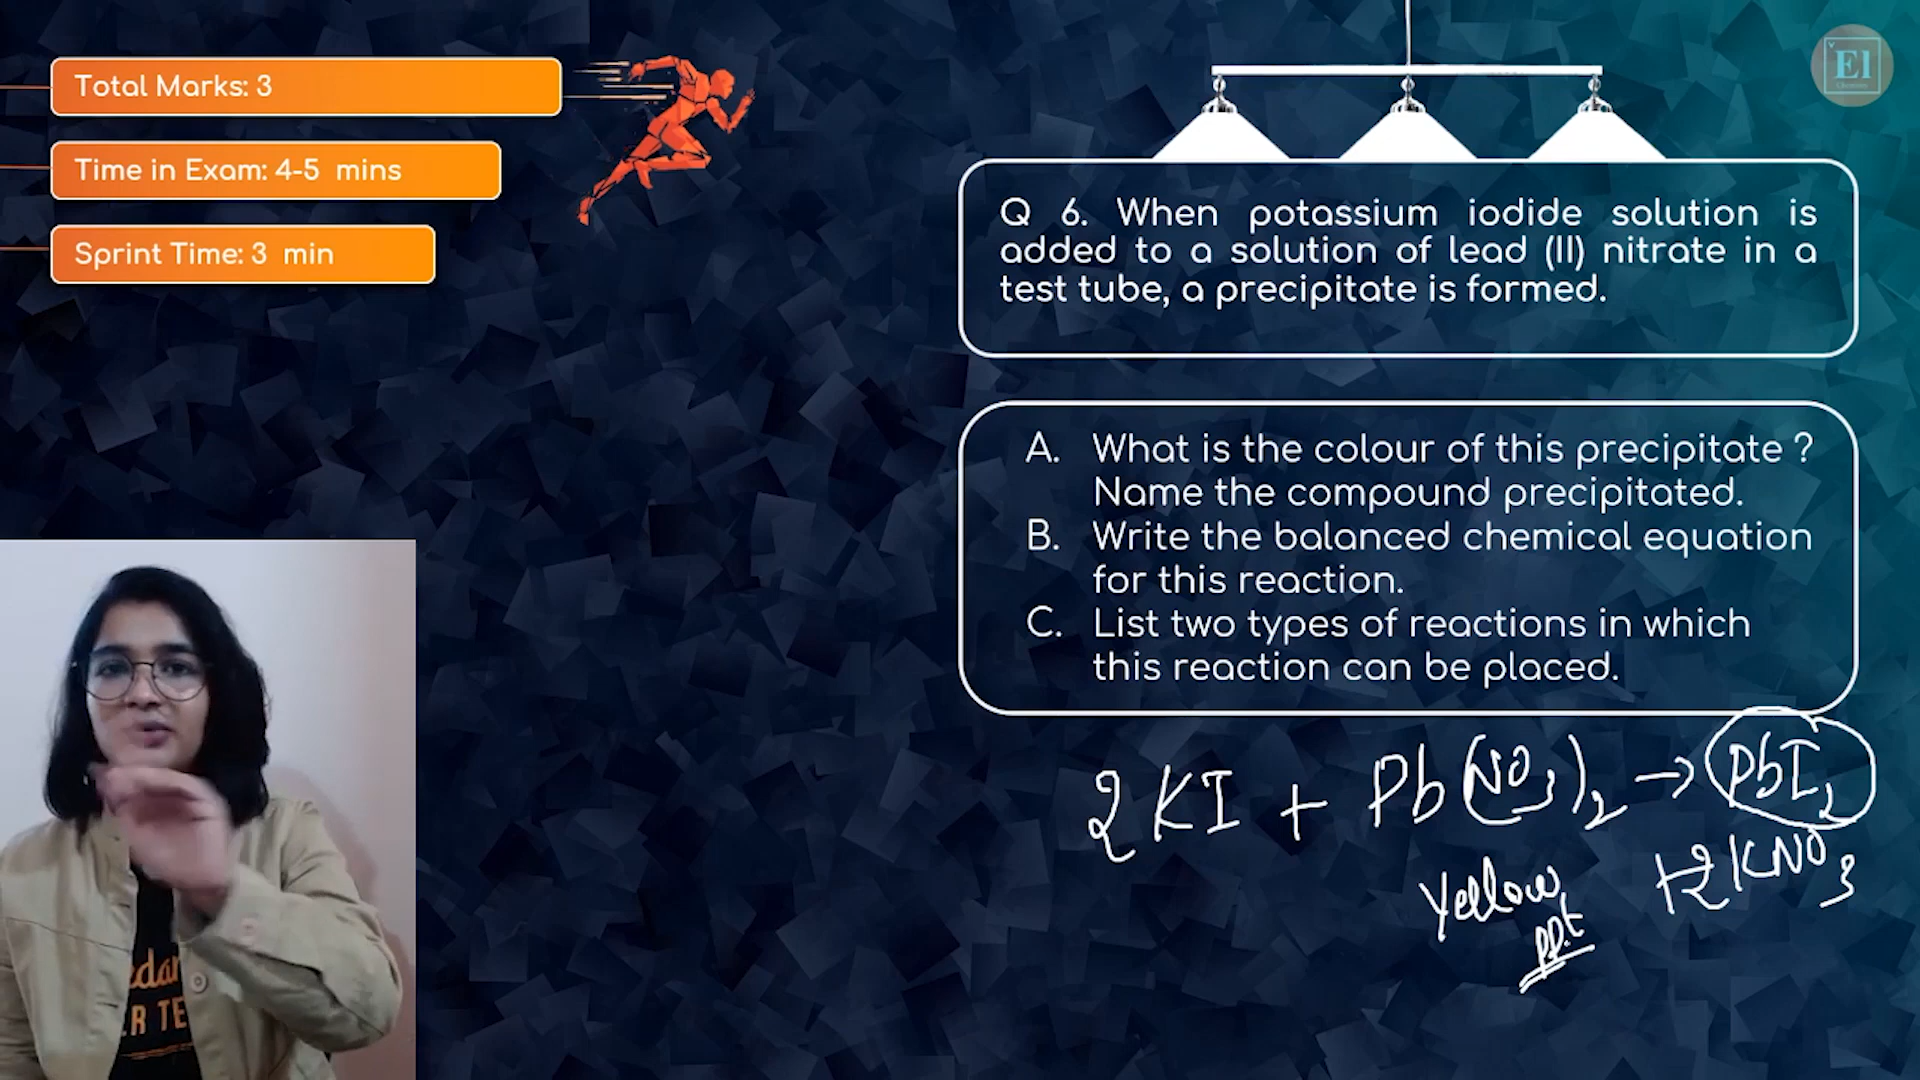 Total Marks: 3
Time in Exam: 4-5 mins
Sprint Time: 3 min
El
Chemistry
Q 6. When potassium iodide solution is
added to a solution of lead (II) nitrate in a
test tube, a precipitate is formed.
A. What is the colour of this precipitate ?
Name the compound precipitated.
B. Write the balanced chemical equation
for this reaction.
C. List two types of reactions in which
this reaction can be placed.
2KI + Pb(NO3)2 → PbI2
+2KNO3
Yellow
ppt